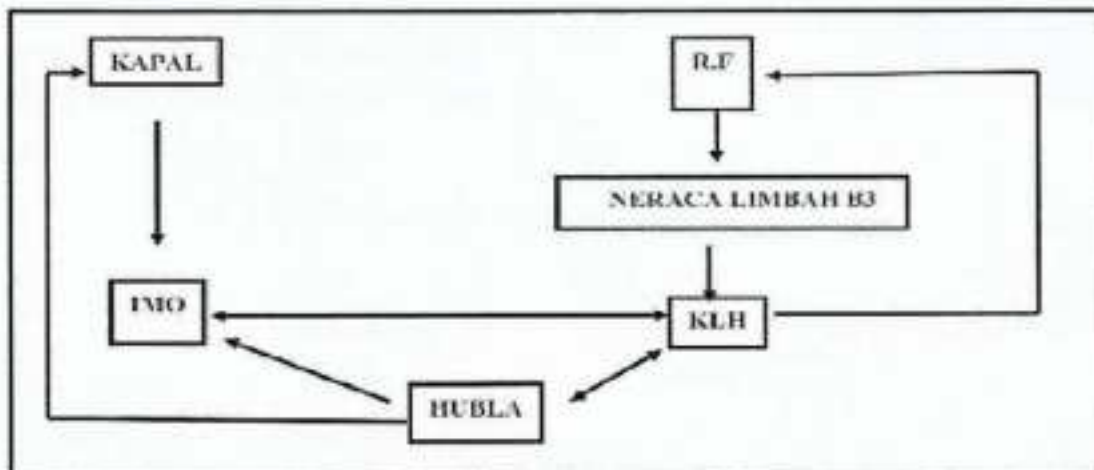 KAPAL
R.F
NERACA LIMBAH B3
IMO
KLH
HUBLA